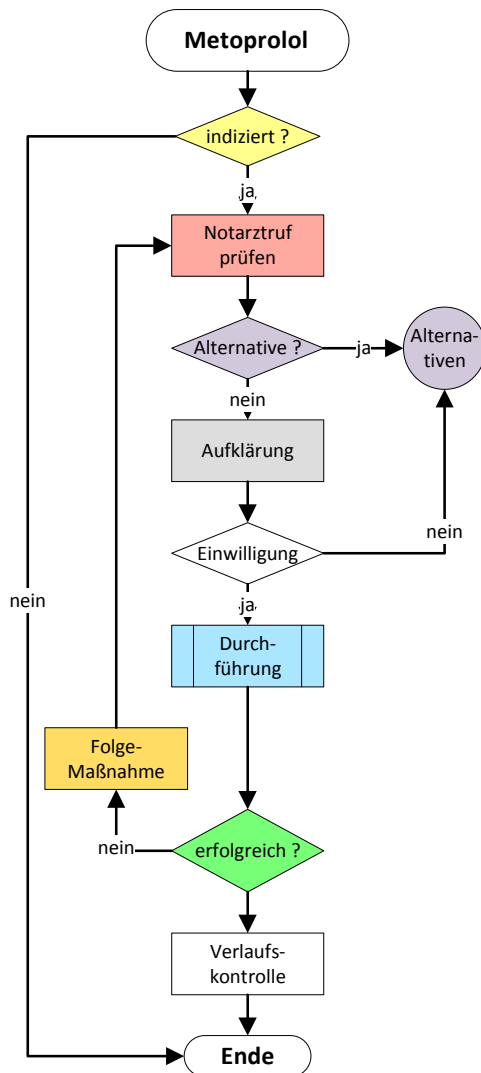 Metoprolol
indiziert ?
ja
Notarztruf
prüfen
Alternative ?
ja
Alterna-
tiven
nein
Aufklärung
nein
Einwilligung
nein
ja
Durch-
führung
Folge-
Maßnahme
erfolgreich ?
nein
Verlaufs-
kontrolle
Ende